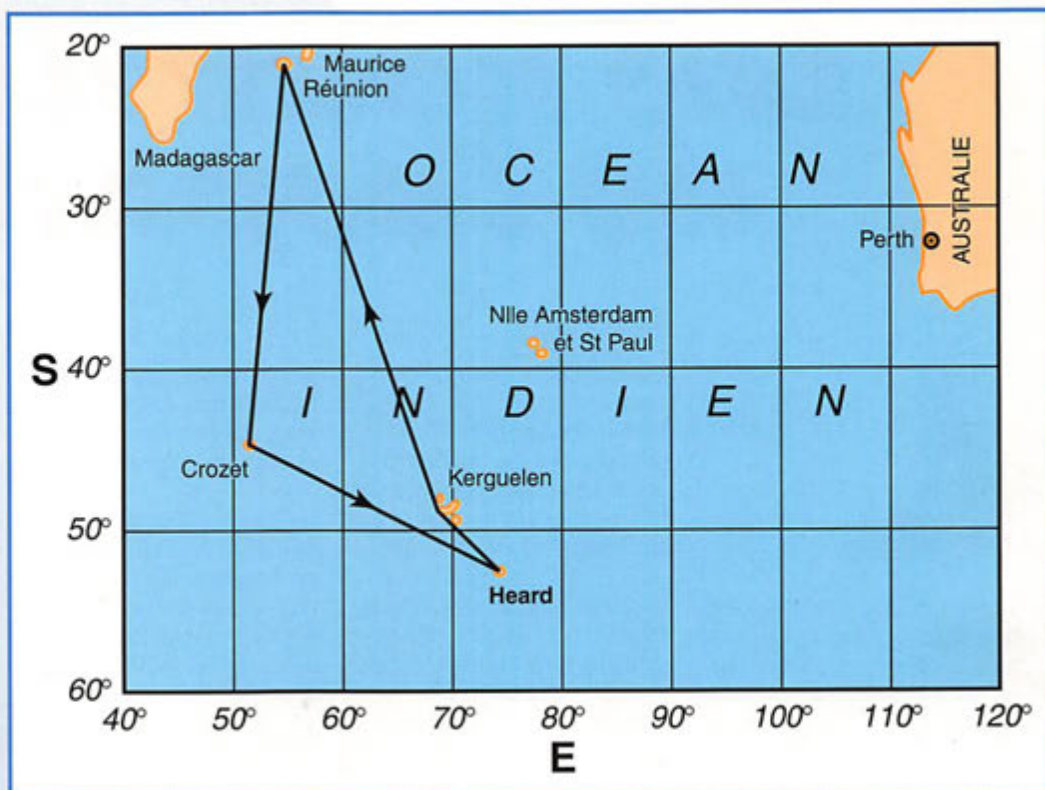 20°
Maurice
Réunion
Madagascar
O C E A N
30°
Perth
AUSTRALIE
Nlle Amsterdam
et St Paul
S
40°
I N D I E N
Crozet
Kerguelen
50°
Heard
60°
40° 50° 60° 70° 80° 90° 100° 110° 120°
E